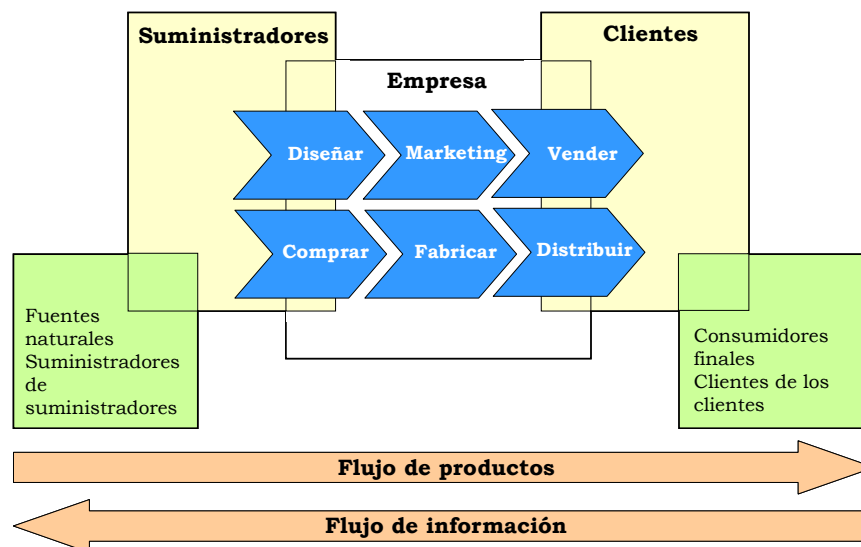 Suministradores
Clientes
Empresa
Diseñar
Marketing
Vender
Comprar
Fabricar
Distribuir
Fuentes
naturales
Suministradores
de
suministradores
Consumidores
finales
Clientes de los
clientes
Flujo de productos
Flujo de información